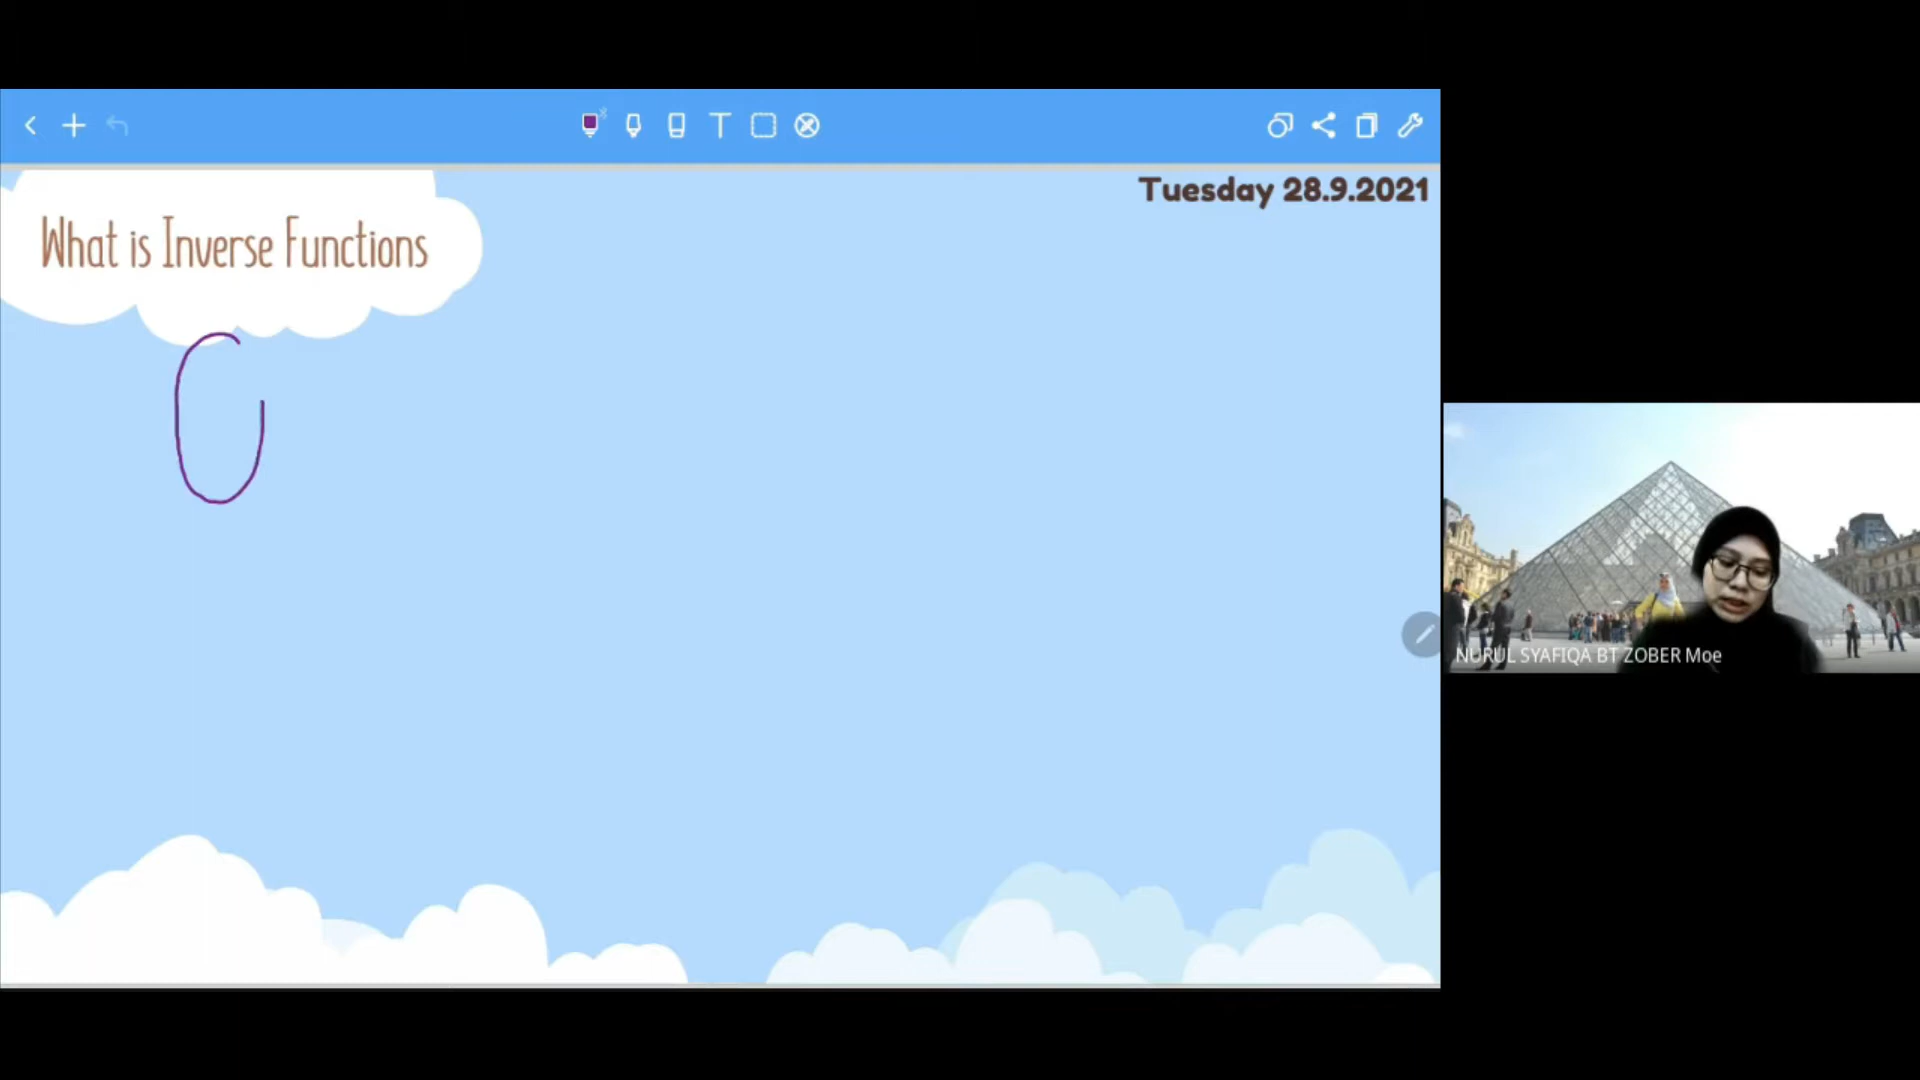 Tuesday 28.9.2021
What is Inverse Functions
NURUL SYAFIQA BT ZOBER Moe